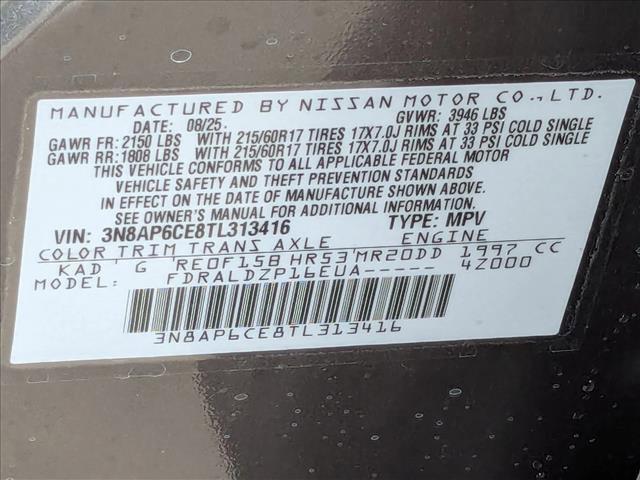 MANUFACTURED BY NISSAN MOTOR CO., LTD.
DATE: 08/25. GVWR: 3946 LBS
GAWR FR: 2150 LBS WITH 215/60R17 TIRES 17X7.0J RIMS AT 33 PSI COLD SINGLE
GAWR RR: 1808 LBS WITH 215/60R17 TIRES 17X7.0J RIMS AT 33 PSI COLD SINGLE
THIS VEHICLE CONFORMS TO ALL APPLICABLE FEDERAL MOTOR
VEHICLE SAFETY AND THEFT PREVENTION STANDARDS
IN EFFECT ON THE DATE OF MANUFACTURE SHOWN ABOVE.
SEE OWNER'S MANUAL FOR ADDITIONAL INFORMATION
VIN: 3N8AP6CE8TL313416 TYPE: MPV
COLOR TRIM TRANS AXLE ENGINE
KAD G RE0F15B HR53 MR20DD 1997 CC
MODEL: FDRALDZP16EUA----- 4Z000
3N8AP6CE8TL313416